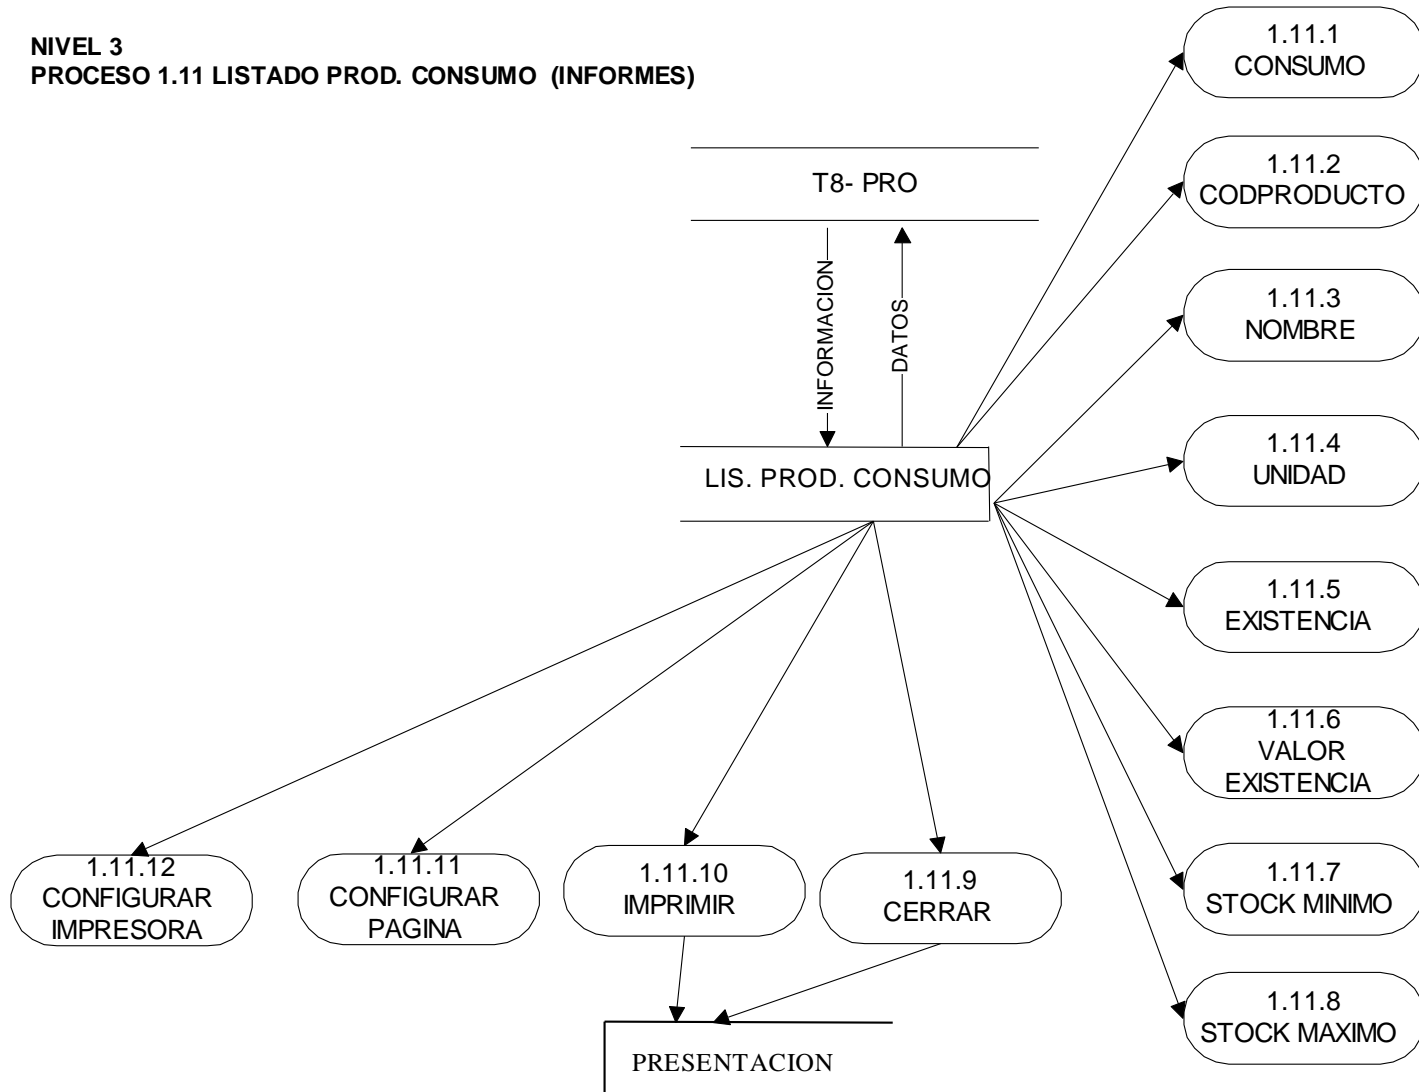 NIVEL 3
PROCESO 1.11 LISTADO PROD. CONSUMO (INFORMES)
1.11.1
CONSUMO
T8- PRO
1.11.2
CODPRODUCTO
INFORMACION
DATOS
1.11.3
NOMBRE
LIS. PROD. CONSUMO
1.11.4
UNIDAD
1.11.5
EXISTENCIA
1.11.6
VALOR
EXISTENCIA
1.11.12
CONFIGURAR
IMPRESORA
1.11.11
CONFIGURAR
PAGINA
1.11.10
IMPRIMIR
1.11.9
CERRAR
1.11.7
STOCK MINIMO
1.11.8
STOCK MAXIMO
PRESENTACION